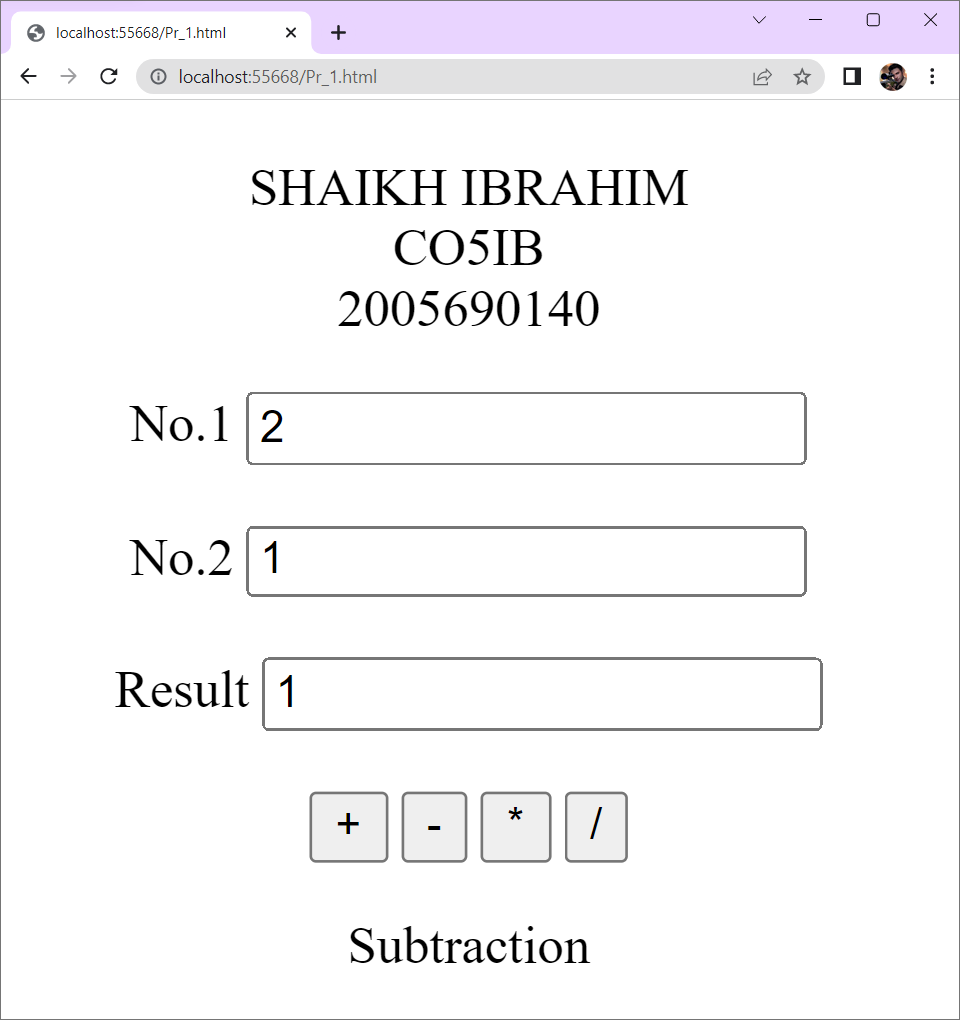 localhost:55668/Pr_1.html
localhost:55668/Pr_1.html
SHAIKH IBRAHIM
CO5IB
2005690140
No.1 2
No.2 1
Result 1
+ - * /
Subtraction